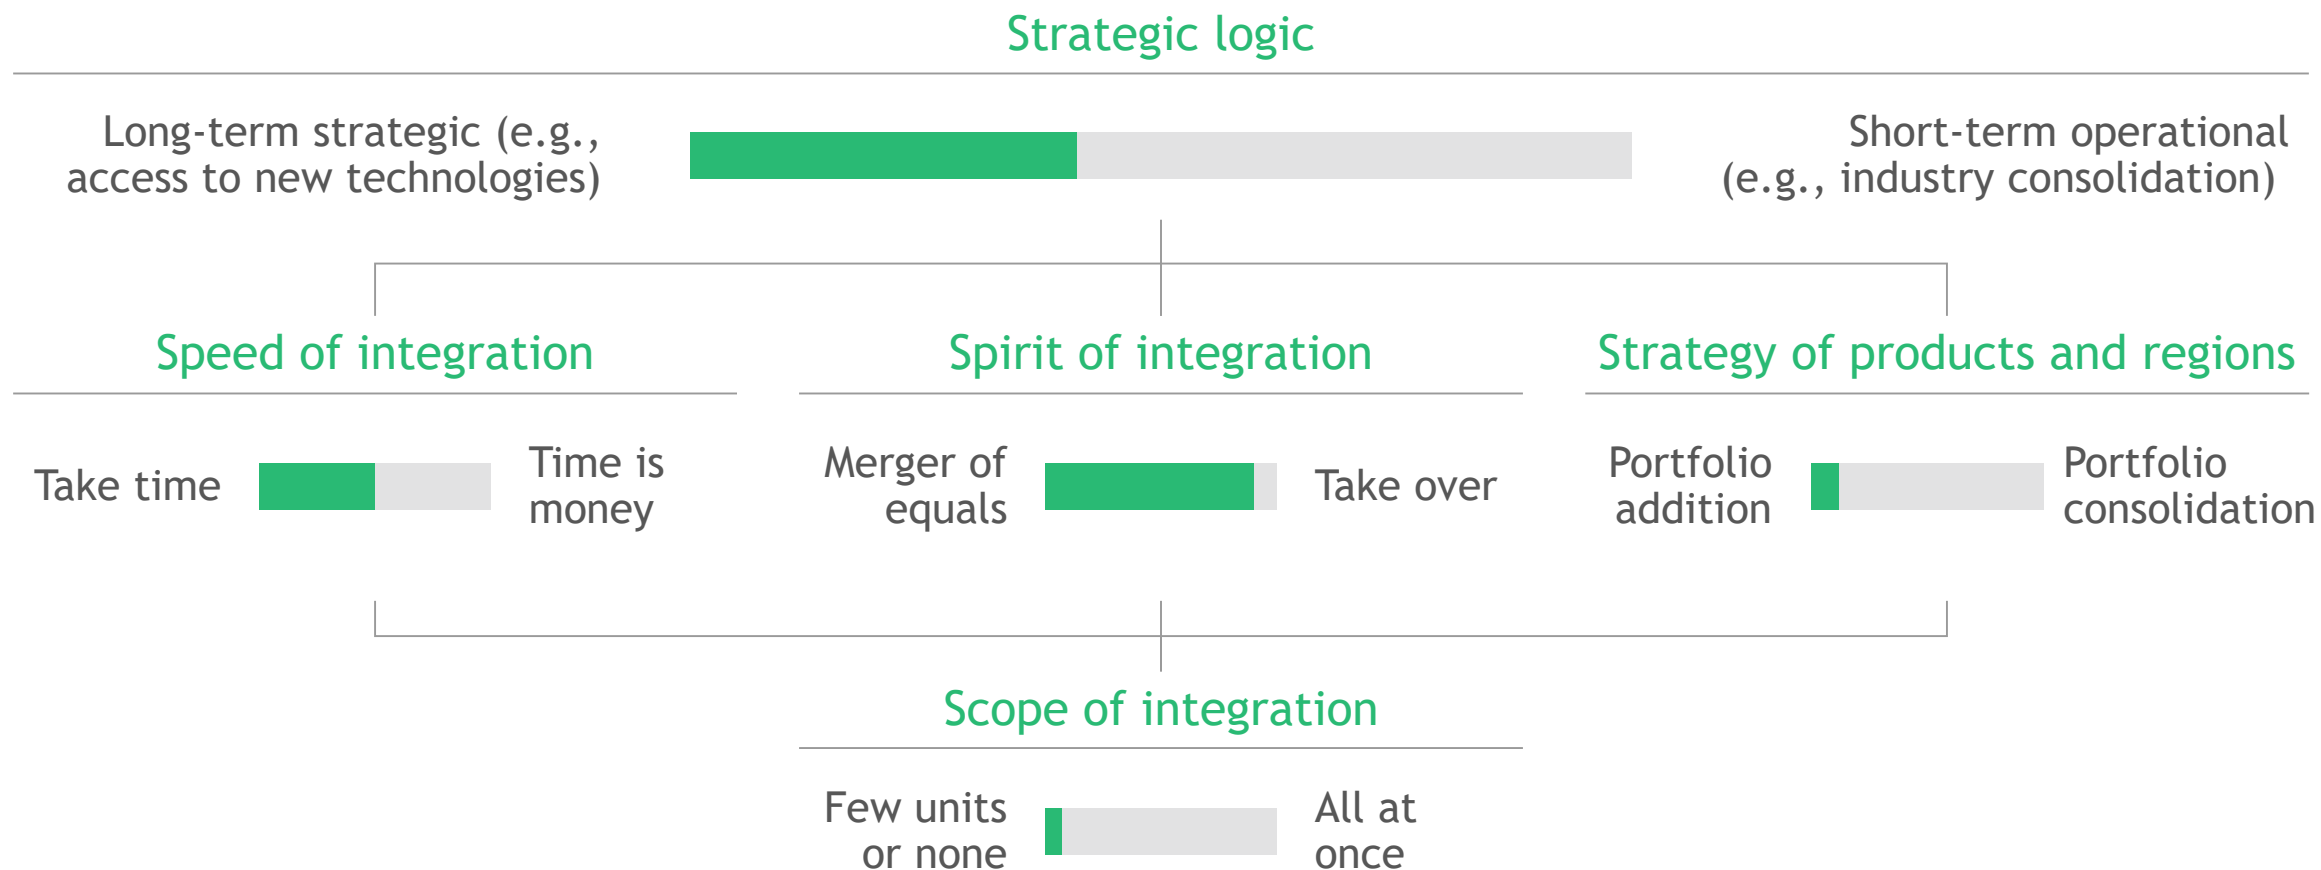 Strategic logic
Long-term strategic (e.g.,
access to new technologies)
Short-term operational
(e.g., industry consolidation)
Speed of integration
Take time
Time is
money
Spirit of integration
Merger of
equals
Take over
Strategy of products and regions
Portfolio
addition
Portfolio
consolidation
Scope of integration
Few units
or none
All at
once